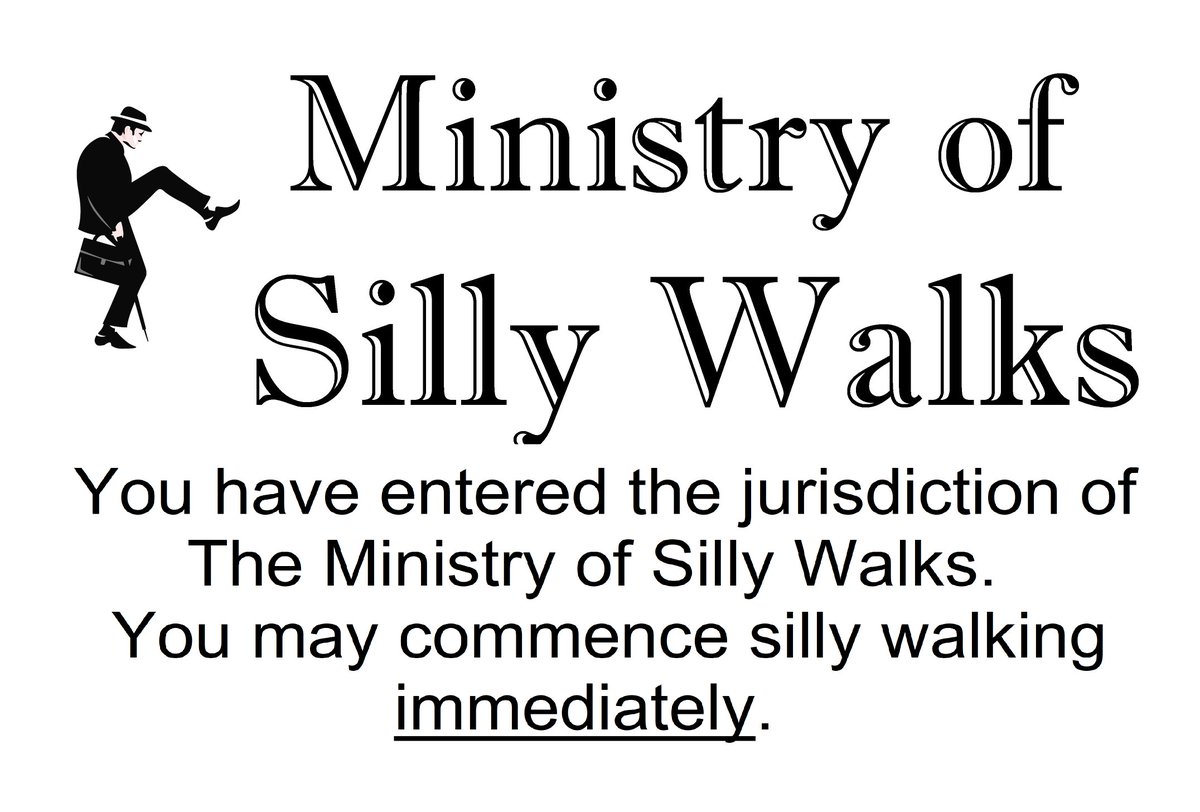 Ministry of
Silly Walks
You have entered the jurisdiction of
The Ministry of Silly Walks.
You may commence silly walking
immediately.